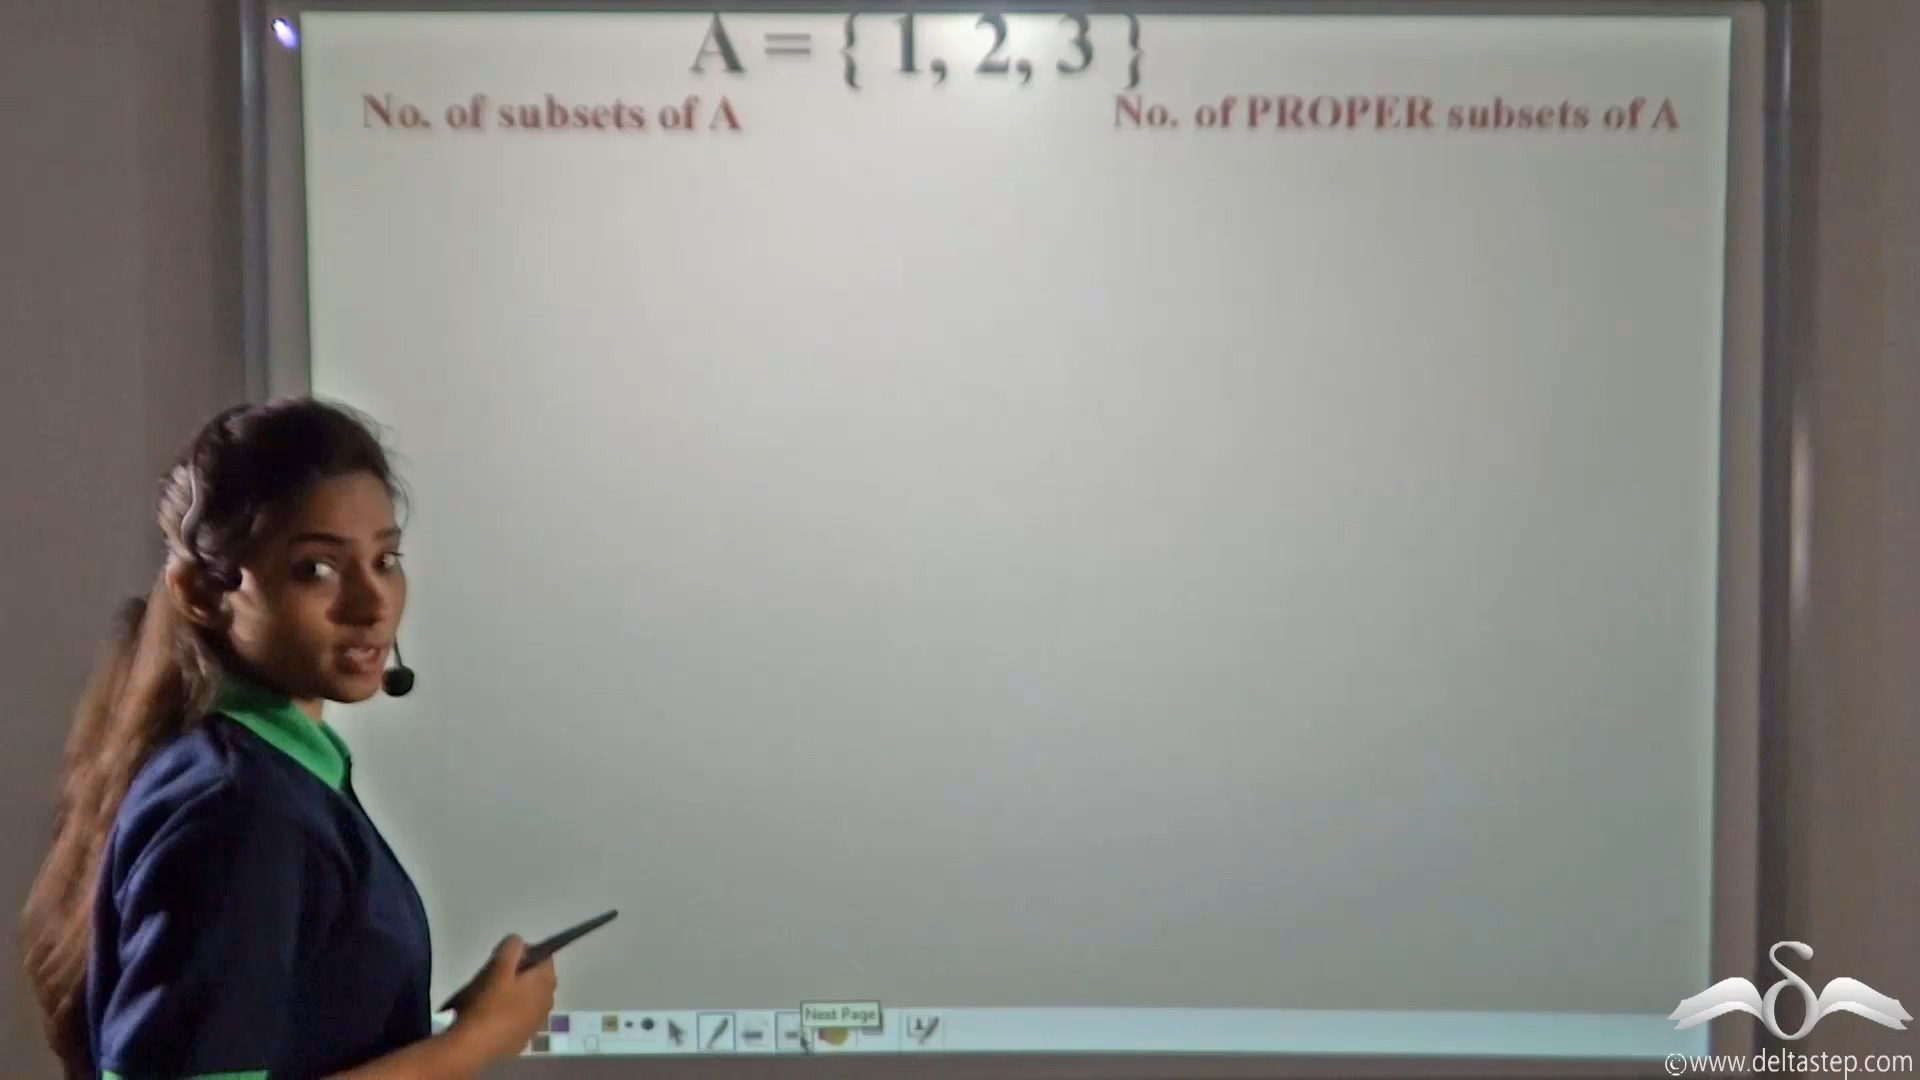 A = { 1, 2, 3 }
No. of subsets of A
No. of PROPER subsets of A
Next Page
©www.deltastep.com